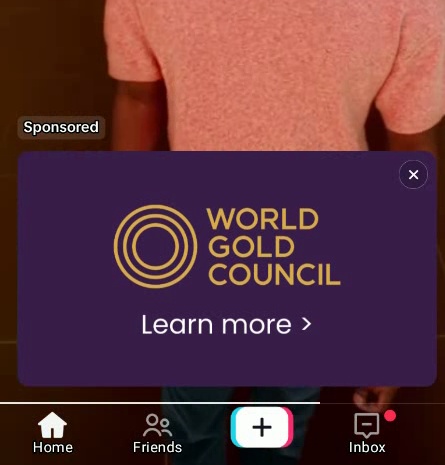 Sponsored
WORLD
GOLD
COUNCIL
Learn more >
Home
Friends
Inbox